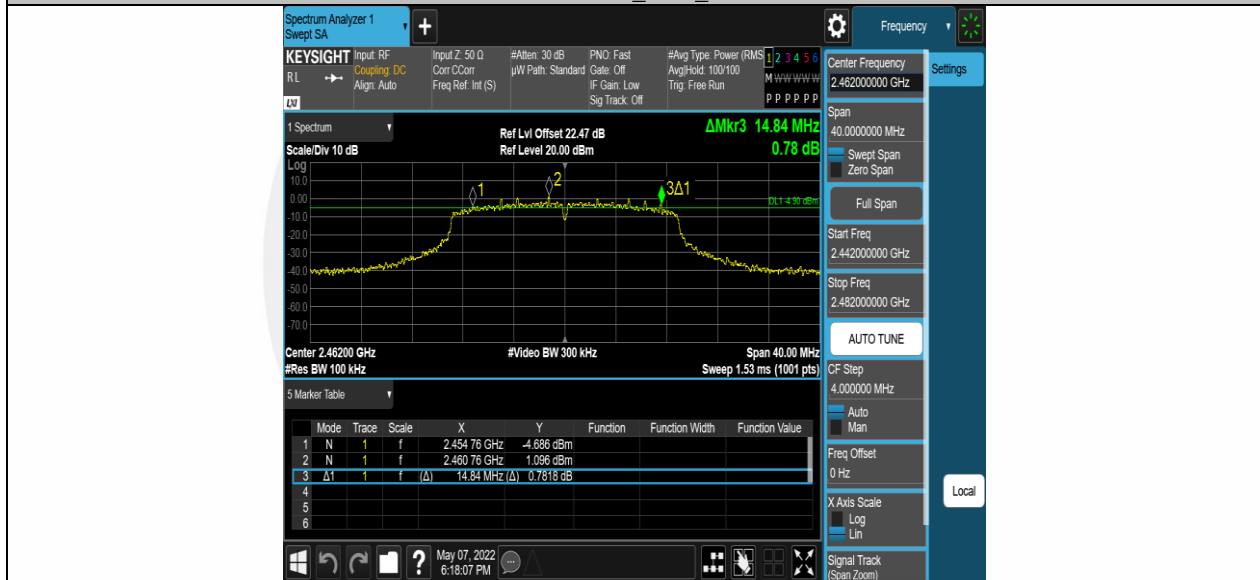 Spectrum Analyzer 1
Swept SA
+
Frequency
KEYSIGHT
RL
LXI
Input: RF
Coupling: DC
Align: Auto
Input Z: 50 Ω
Corr CCorr
Freq Ref: Int (S)
#Atten: 30 dB
µW Path: Standard
PNO: Fast
Gate: Off
IF Gain: Low
Sig Track: Off
#Avg Type: Power (RMS
Avg|Hold: 100/100
Trig: Free Run
1 2 3 4 5 6
M W W W W W
P P P P P P
1 Spectrum
Scale/Div 10 dB
Ref Lvl Offset 22.47 dB
Ref Level 20.00 dBm
ΔMkr3 14.84 MHz
0.78 dB
Log
10.0
0.00
-10.0
-20.0
-30.0
-40.0
-50.0
-60.0
-70.0
1
2
3Δ1
DL1 -4.90 dBm
Center 2.46200 GHz
#Video BW 300 kHz
Span 40.00 MHz
#Res BW 100 kHz
Sweep 1.53 ms (1001 pts)
5 Marker Table
Mode Trace Scale X Y Function Function Width Function Value
1 N 1 f 2.454 76 GHz -4.686 dBm
2 N 1 f 2.460 76 GHz 1.096 dBm
3 Δ1 1 f (Δ) 14.84 MHz (Δ) 0.7818 dB
4
5
6
?
May 07, 2022
6:18:07 PM
Center Frequency
2.462000000 GHz
Settings
Span
40.0000000 MHz
Swept Span
Zero Span
Full Span
Start Freq
2.442000000 GHz
Stop Freq
2.482000000 GHz
AUTO TUNE
CF Step
4.000000 MHz
Auto
Man
Freq Offset
0 Hz
X Axis Scale
Log
Lin
Signal Track
(Span Zoom)
Local